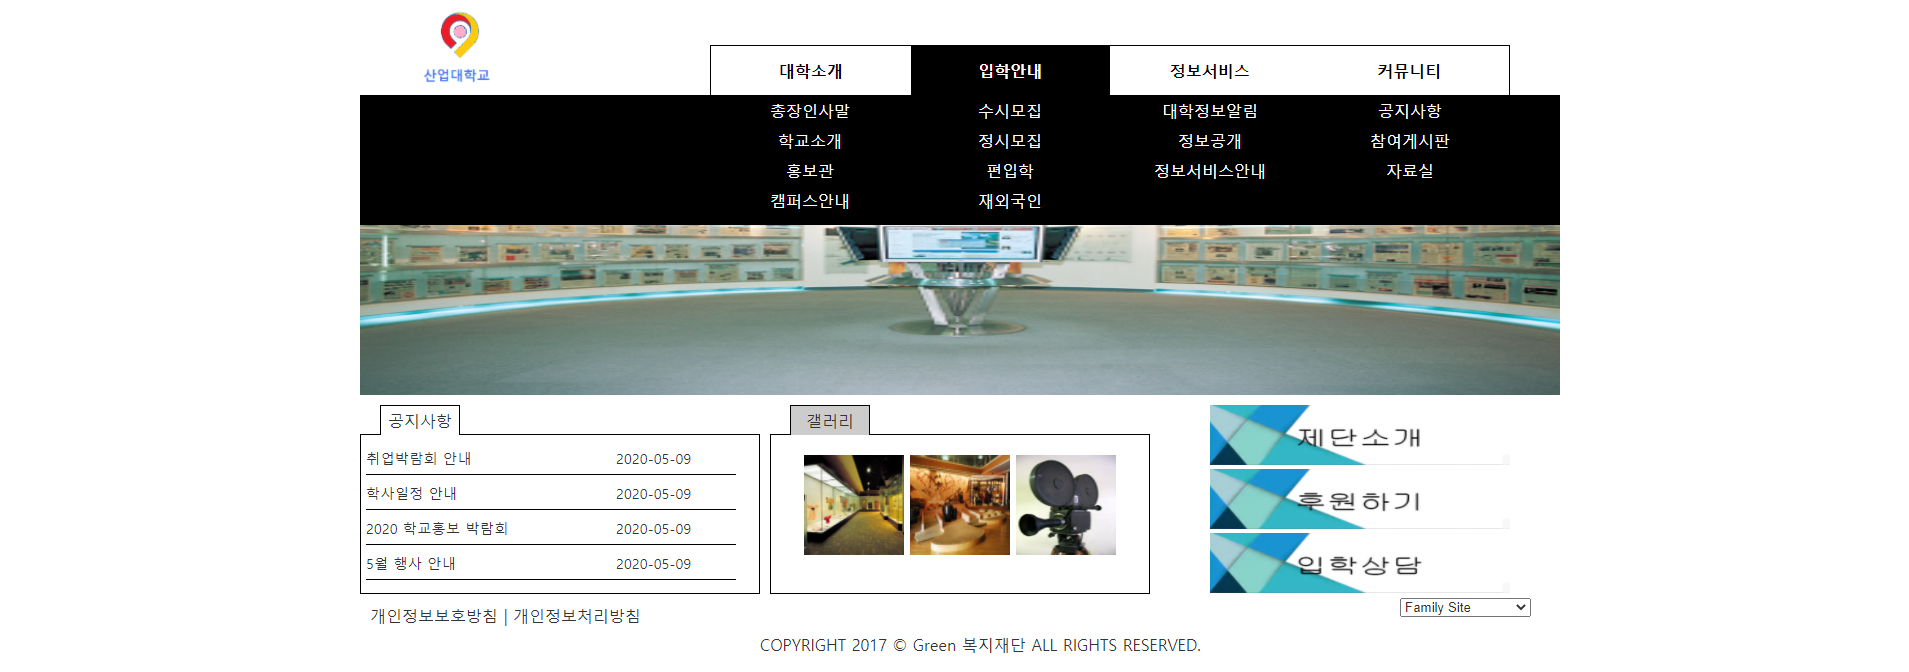 산업대학교
대학소개 입학안내 정보서비스 커뮤니티
총장인사말 수시모집 대학정보알림 공지사항
학교소개 정시모집 정보공개 참여게시판
홍보관 편입학 정보서비스안내 자료실
캠퍼스안내 재외국인
공지사항
취업박람회 안내 2020-05-09
학사일정 안내 2020-05-09
2020 학교홍보 박람회 2020-05-09
5월 행사 안내 2020-05-09
갤러리
제단소개
후원하기
입학상담
개인정보보호방침 | 개인정보처리방침
Family Site
COPYRIGHT 2017 © Green 복지재단 ALL RIGHTS RESERVED.